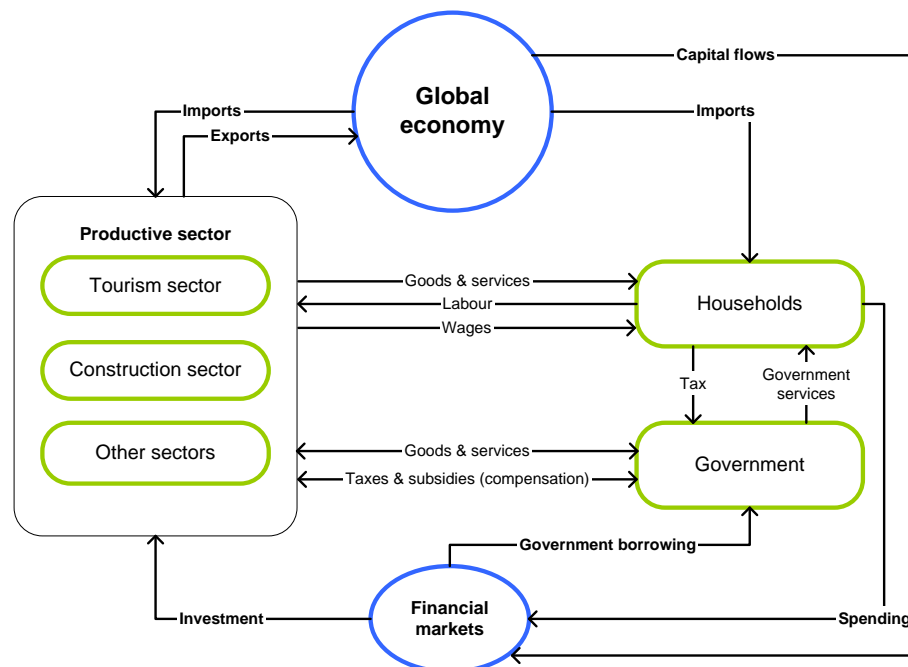 Capital flows
Global
economy
Imports
Imports
Exports
Productive sector
Tourism sector
Goods & services
Labour
Households
Wages
Construction sector
Tax
Government
services
Other sectors
Goods & services
Government
Taxes & subsidies (compensation)
Government borrowing
Financial
markets
Investment
Spending